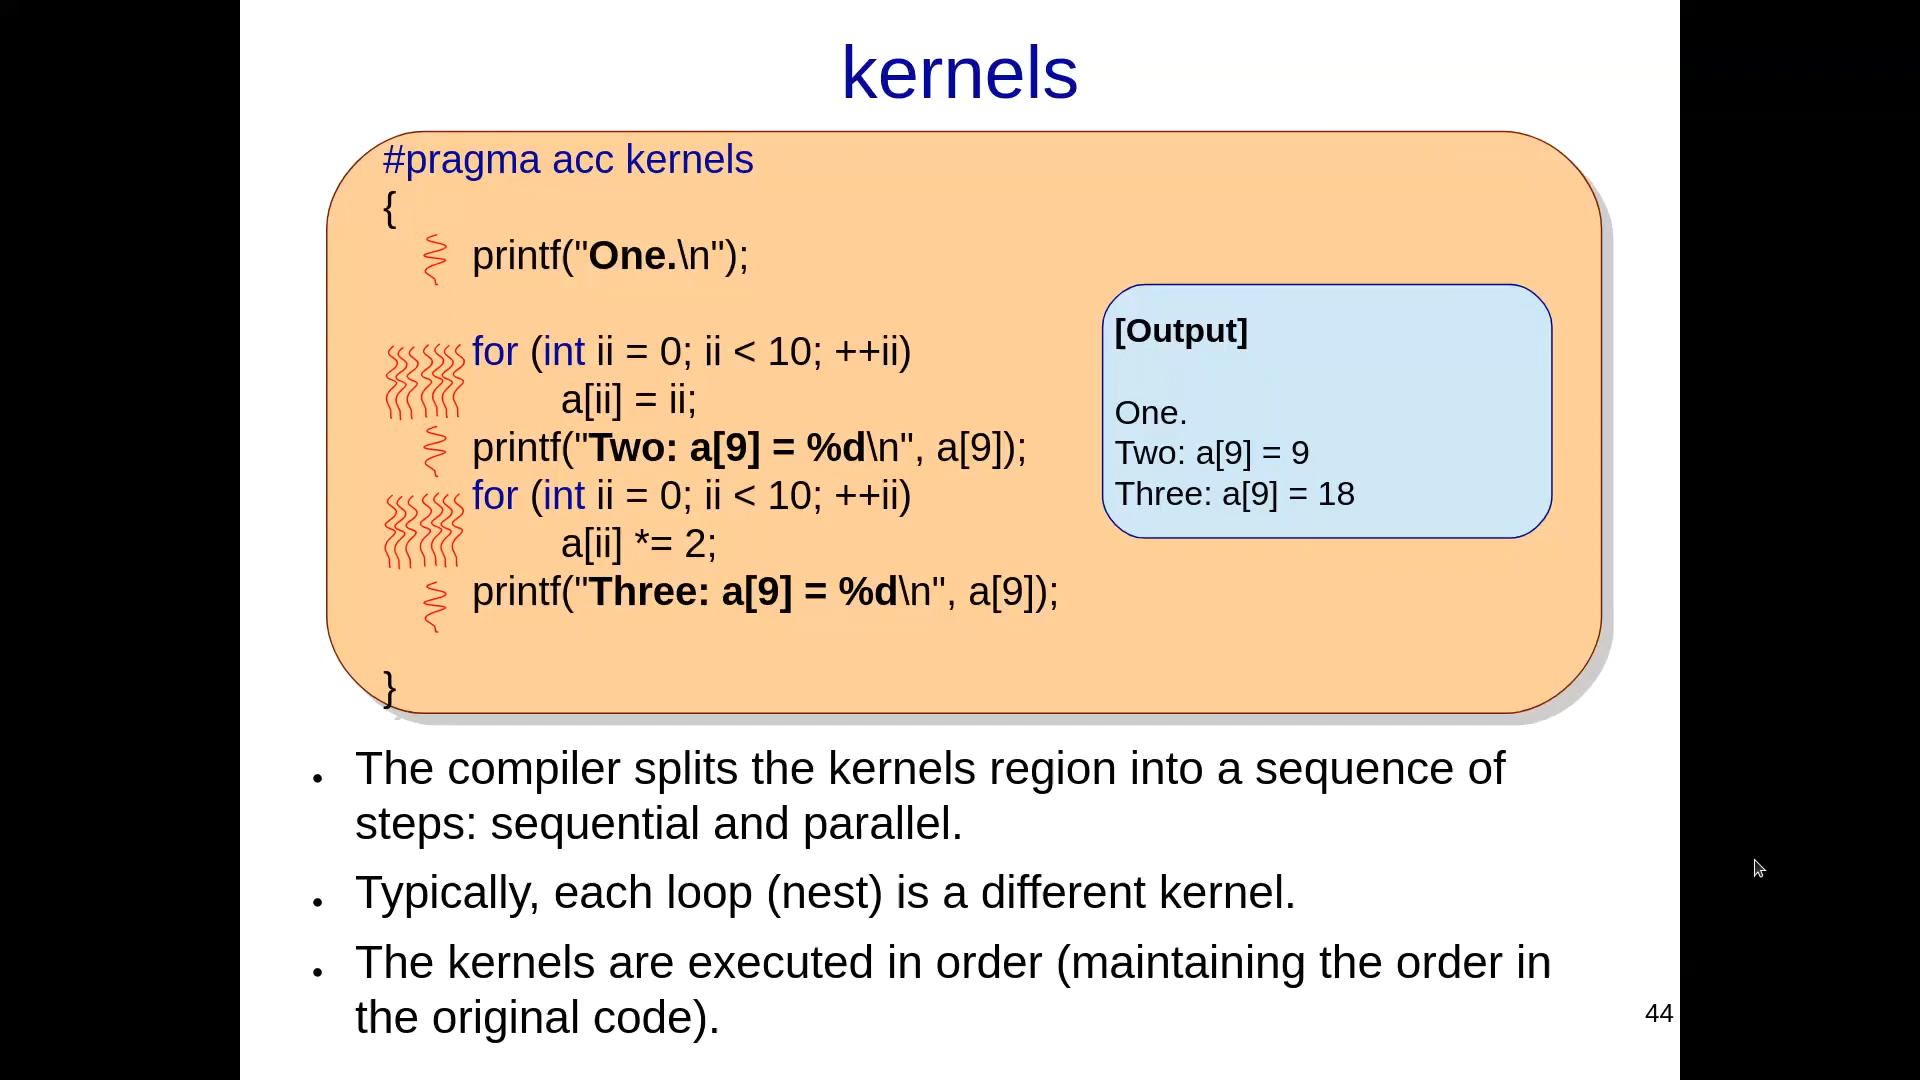 kernels
#pragma acc kernels
{
printf("One.\n");
for (int ii = 0; ii < 10; ++ii)
a[ii] = ii;
printf("Two: a[9] = %d\n", a[9]);
for (int ii = 0; ii < 10; ++ii)
a[ii] *= 2;
printf("Three: a[9] = %d\n", a[9]);
}
[Output]
One.
Two: a[9] = 9
Three: a[9] = 18
• The compiler splits the kernels region into a sequence of
steps: sequential and parallel.
• Typically, each loop (nest) is a different kernel.
• The kernels are executed in order (maintaining the order in
the original code).
44